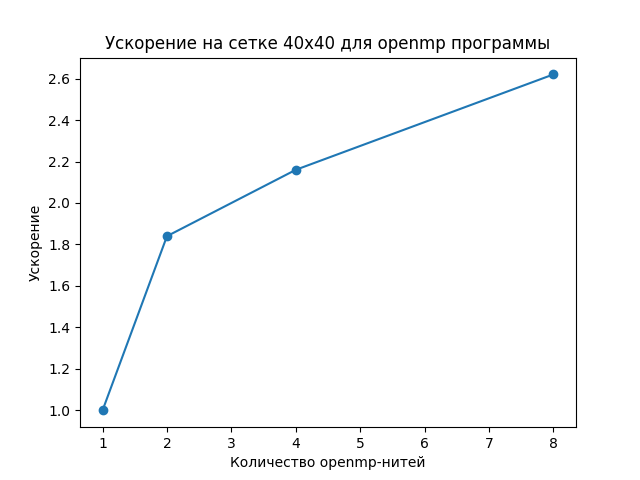 Ускорение на сетке 40x40 для openmp программы
2.6
2.4
2.2
2.0
1.8
1.6
1.4
1.2
1.0
Ускорение
1 2 3 4 5 6 7 8
Количество openmp-нитей